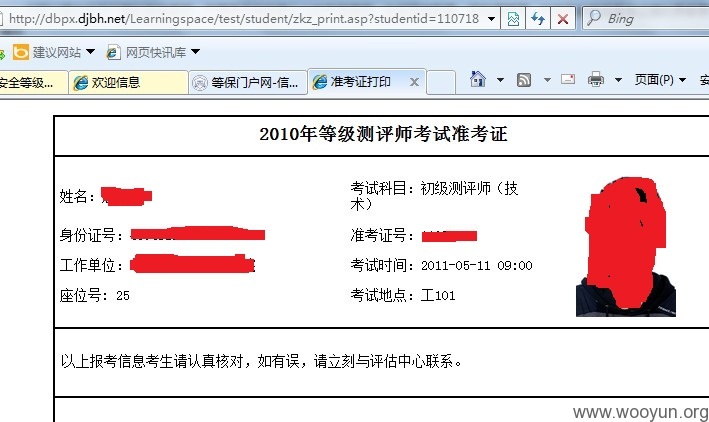 http://dbpx.djbh.net/Learningspace/test/student/zkz_print.asp?studentid=110718
Bing
建议网站
网页快讯库
安全等级...
欢迎信息
等保门户网-信...
准考证打印
页面(P)
安
2010年等级测评师考试准考证
姓名:
考试科目: 初级测评师（技术）
身份证号:
准考证号:
工作单位:
考试时间: 2011-05-11 09:00
座位号: 25
考试地点: 工101
以上报考信息考生请认真核对，如有误，请立刻与评估中心联系。
www.wooyun.org